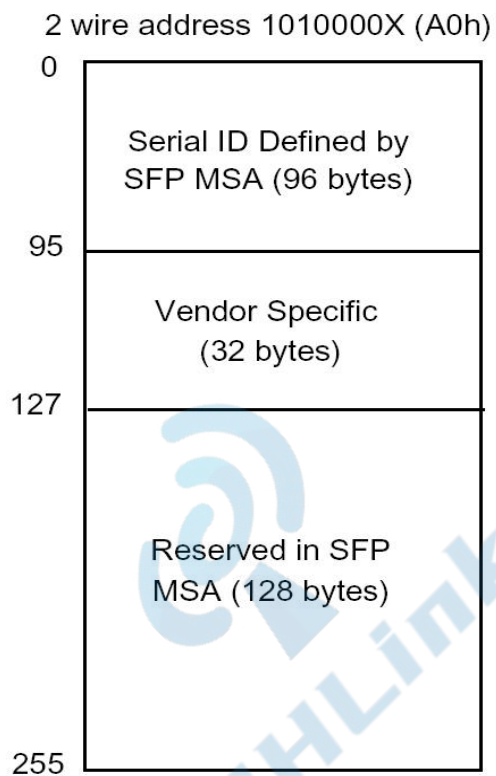 2 wire address 1010000X (A0h)
0
Serial ID Defined by
SFP MSA (96 bytes)
95
Vendor Specific
(32 bytes)
127
Reserved in SFP
MSA (128 bytes)
255